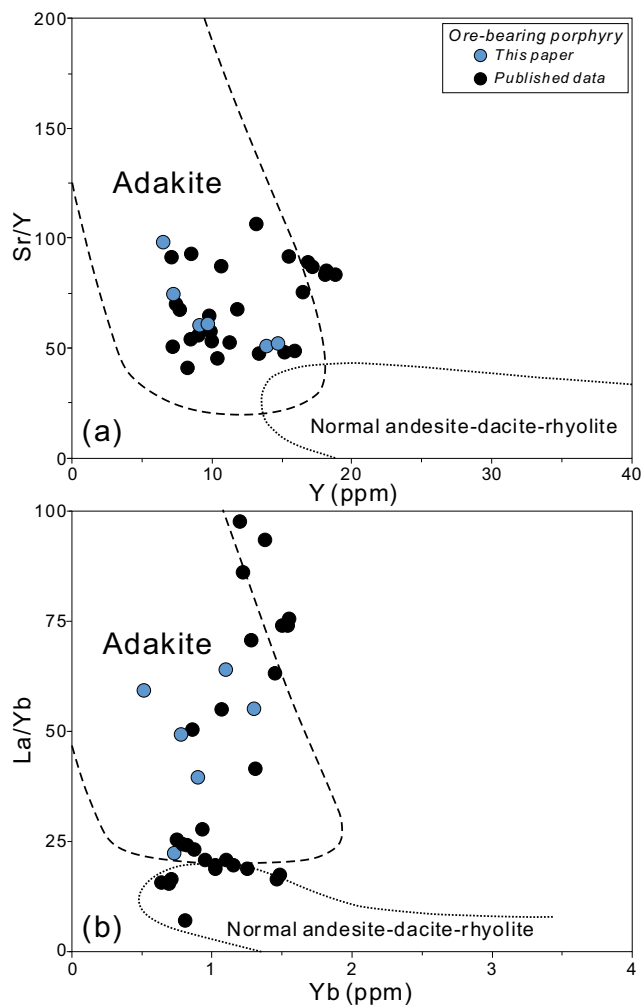 200
150
100
50
0
Sr/Y
Ore-bearing porphyry
This paper
Published data
Adakite
Normal andesite-dacite-rhyolite
(a)
0 10 20 30 40
Y (ppm)
100
75
50
25
0
La/Yb
Adakite
Normal andesite-dacite-rhyolite
(b)
0 1 2 3 4
Yb (ppm)